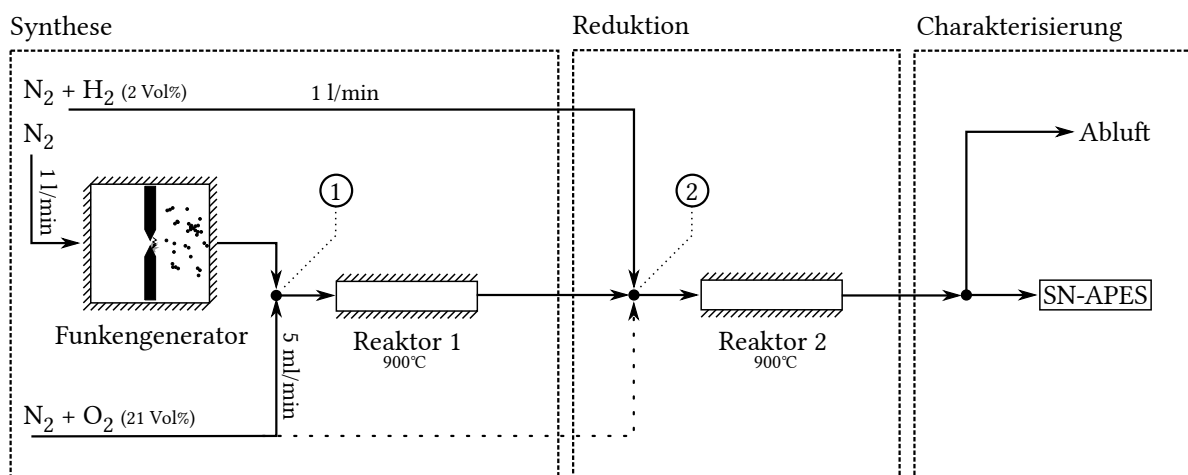 Synthese
Reduktion
Charakterisierung
N₂ + H₂ (2 Vol%)
1 l/min
N₂
1 l/min
Abluft
1
2
SN-APES
Funkengenerator
5 ml/min
Reaktor 1
900℃
Reaktor 2
900℃
N₂ + O₂ (21 Vol%)